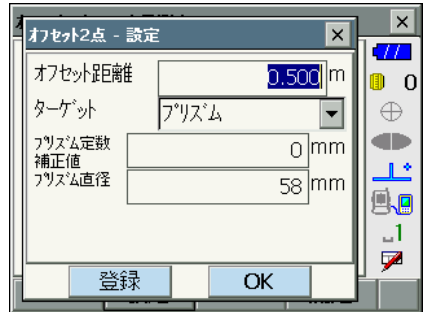 ｵﾌｾｯﾄ2点 - 設定
オフセット距離 0.500 m
ターゲット プリズム
プリズム定数
補正値 0 mm
プリズム直径 58 mm
登録 OK
0
1